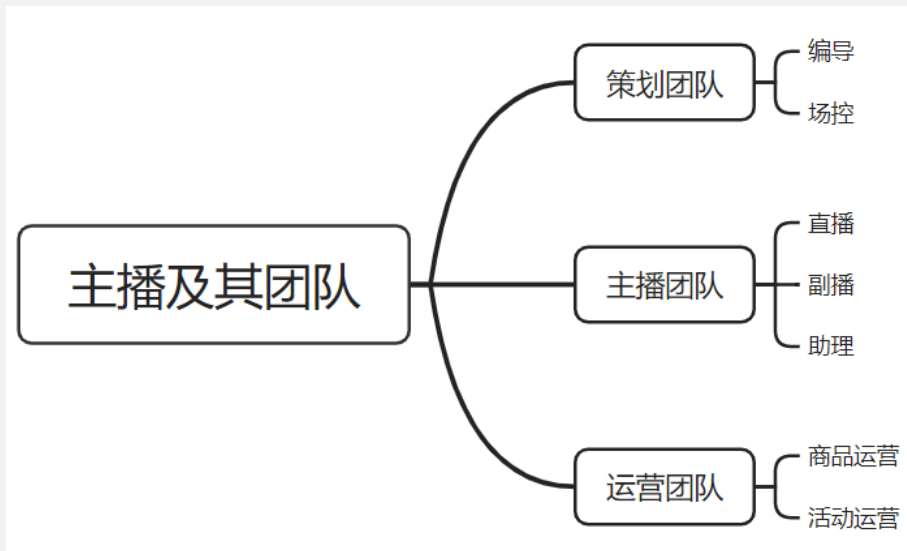 主播及其团队
策划团队
编导
场控
主播团队
直播
副播
助理
运营团队
商品运营
活动运营